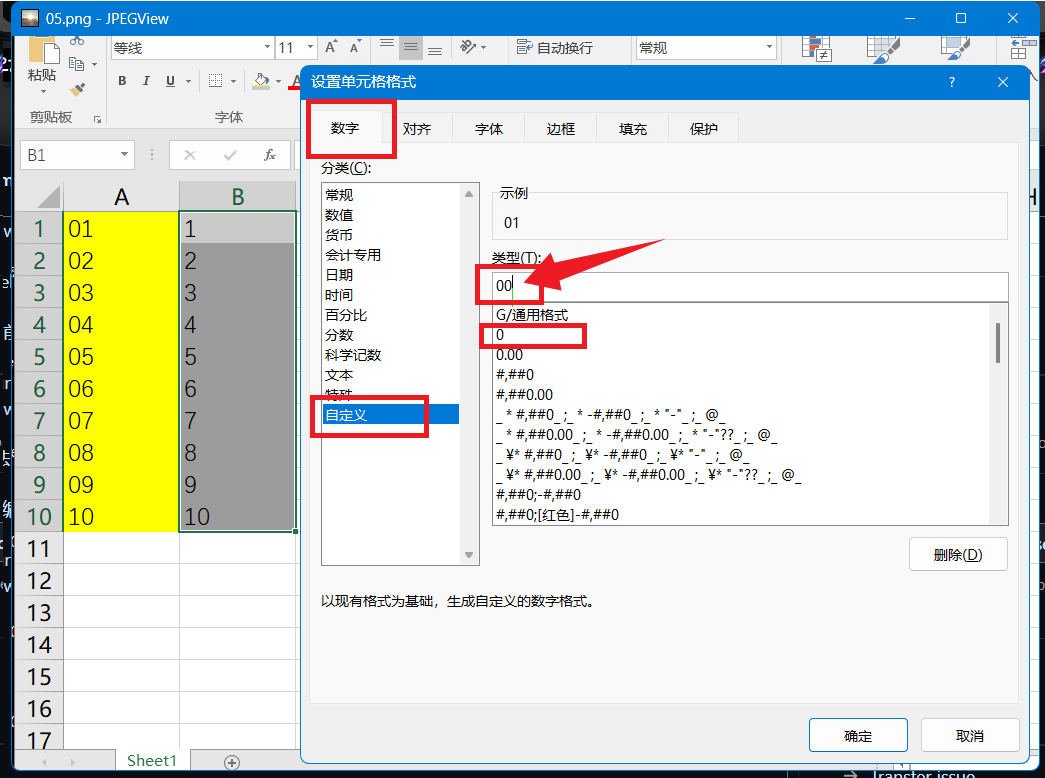 05.png - JPEGView
等线
11
自动换行
常规
粘贴
B I U
A
剪贴板
字体
B1
fx
A B
1 01 1
2 02 2
3 03 3
4 04 4
5 05 5
6 06 6
7 07 7
8 08 8
9 09 9
10 10 10
11
12
13
14
15
16
17
Sheet1
设置单元格格式
?
数字 对齐 字体 边框 填充 保护
分类(C):
常规
数值
货币
会计专用
日期
时间
百分比
分数
科学记数
文本
特殊
自定义
示例
01
类型(T):
00
G/通用格式
0
0.00
#,##0
#,##0.00
_ * #,##0_ ;_ * -#,##0_ ;_ * "-"_ ;_ @_
_ * #,##0.00_ ;_ * -#,##0.00_ ;_ * "-"??_ ;_ @_
_ ¥* #,##0_ ;_ ¥* -#,##0_ ;_ ¥* "-"_ ;_ @_
_ ¥* #,##0.00_ ;_ ¥* -#,##0.00_ ;_ ¥* "-"??_ ;_ @_
#,##0;-#,##0
#,##0;[红色]-#,##0
删除(D)
以现有格式为基础，生成自定义的数字格式。
确定 取消
Transfer issue